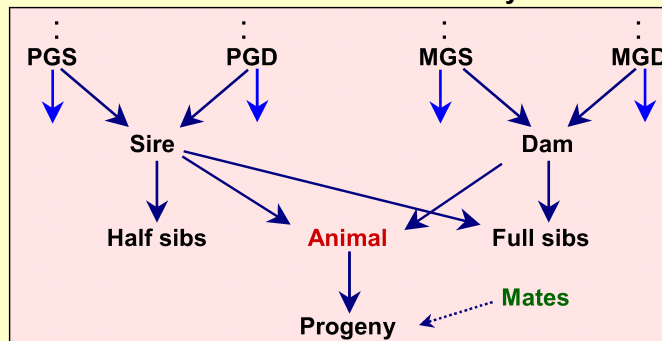 PGS PGD MGS MGD
Sire Dam
Half sibs Animal Full sibs
Mates
Progeny